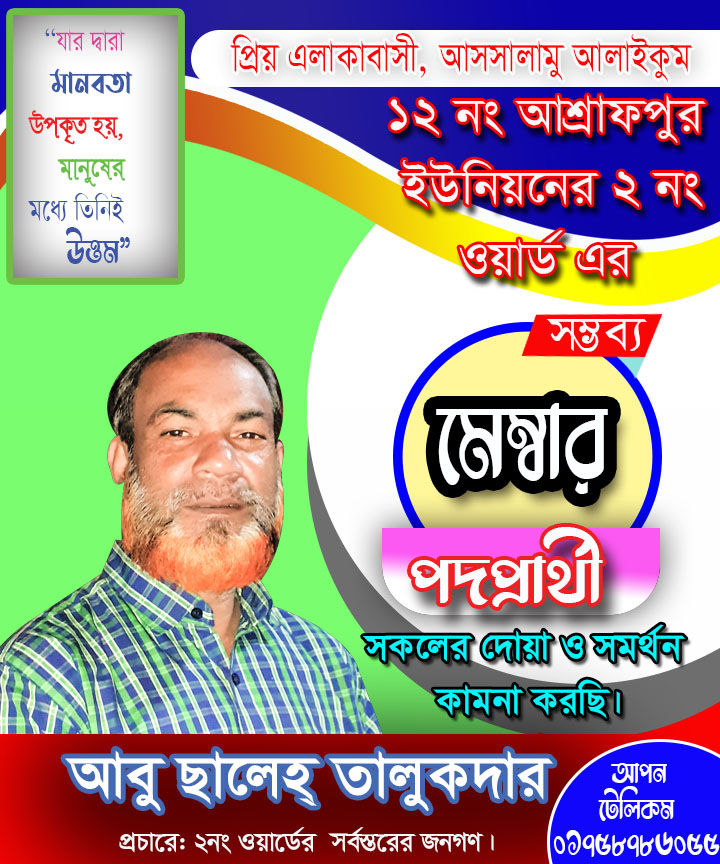 “যার দ্বারা
মানবতা
উপকৃত হয়,
মানুষের
মধ্যে তিনিই
উত্তম”
প্রিয় এলাকাবাসী, আসসালামু আলাইকুম
১২ নং আশ্রাফপুর
ইউনিয়নের ২ নং
ওয়ার্ড এর
সম্ভব্য
মেম্বার
পদপ্রার্থী
সকলের দোয়া ও সমর্থন
কামনা করছি।
আবু ছালেহ্ তালুকদার
প্রচারে: ২নং ওয়ার্ডের সর্বস্তরের জনগণ।
আপন
টেলিকম
০১৭৫৮৭৮৬০৫৫